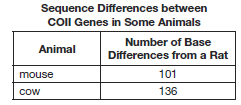 Sequence Differences between
COII Genes in Some Animals
Animal
Number of Base
Differences from a Rat
mouse 101
cow 136